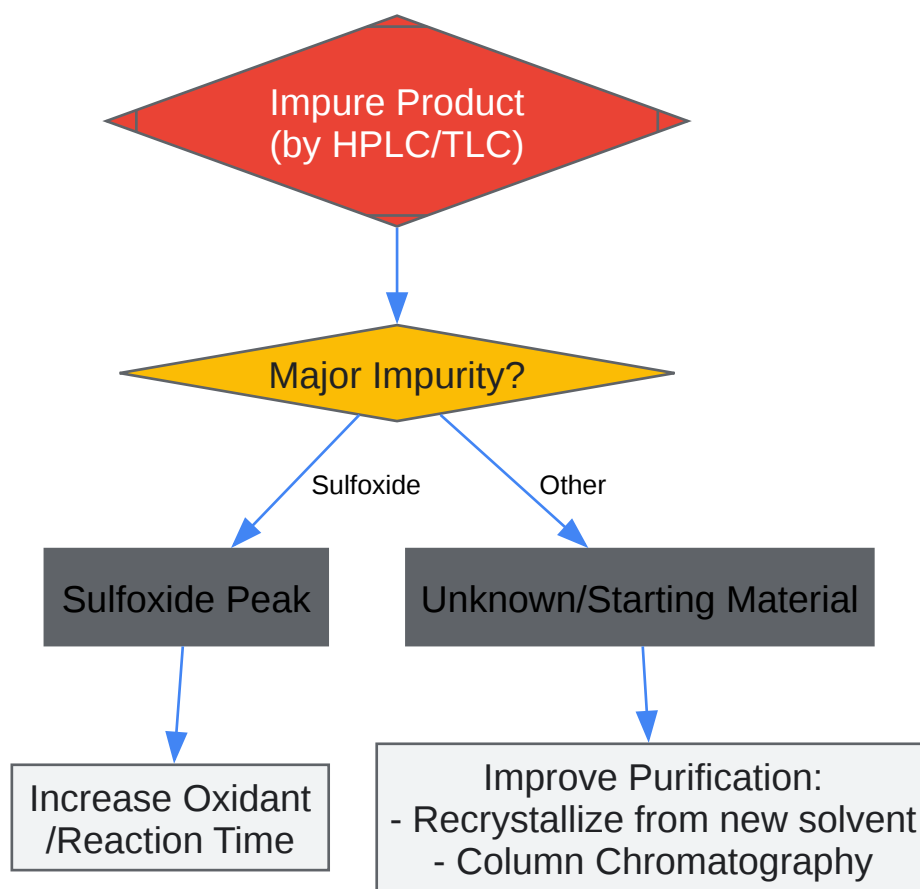 Impure Product
(by HPLC/TLC)
Major Impurity?
Sulfoxide
Other
Sulfoxide Peak
Unknown/Starting Material
Increase Oxidant
/Reaction Time
Improve Purification:
- Recrystallize from new solvent
- Column Chromatography